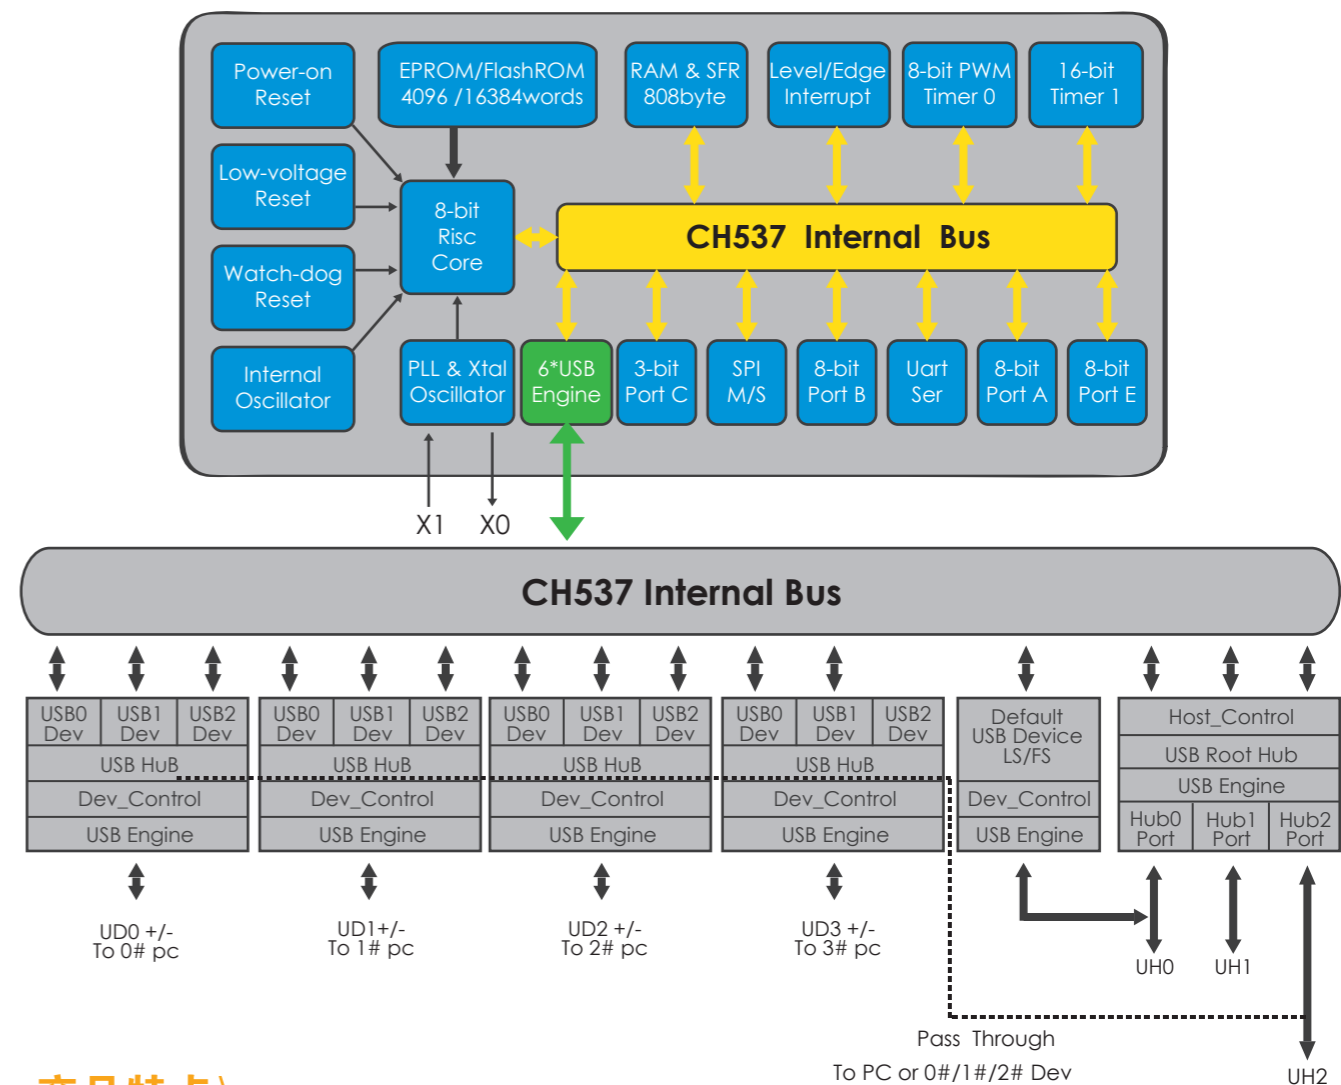 Power-on
Reset
EPROM/FlashROM
4096 /16384words
RAM & SFR
808byte
Level/Edge
Interrupt
8-bit PWM
Timer 0
16-bit
Timer 1
Low-voltage
Reset
8-bit
Risc
Core
CH537 Internal Bus
Watch-dog
Reset
Internal
Oscillator
PLL & Xtal
Oscillator
6*USB
Engine
3-bit
Port C
SPI
M/S
8-bit
Port B
Uart
Ser
8-bit
Port A
8-bit
Port E
X1
X0
CH537 Internal Bus
USB0
Dev
USB1
Dev
USB2
Dev
USB HuB
Dev_Control
USB Engine
USB0
Dev
USB1
Dev
USB2
Dev
USB HuB
Dev_Control
USB Engine
USB0
Dev
USB1
Dev
USB2
Dev
USB HuB
Dev_Control
USB Engine
USB0
Dev
USB1
Dev
USB2
Dev
USB HuB
Dev_Control
USB Engine
Default
USB Device
LS/FS
Dev_Control
USB Engine
Host_Control
USB Root Hub
USB Engine
Hub0
Port
Hub1
Port
Hub2
Port
UD0 +/-
To 0# pc
UD1+/-
To 1# pc
UD2 +/-
To 2# pc
UD3 +/-
To 3# pc
UH0
UH1
Pass Through
To PC or 0#/1#/2# Dev
UH2